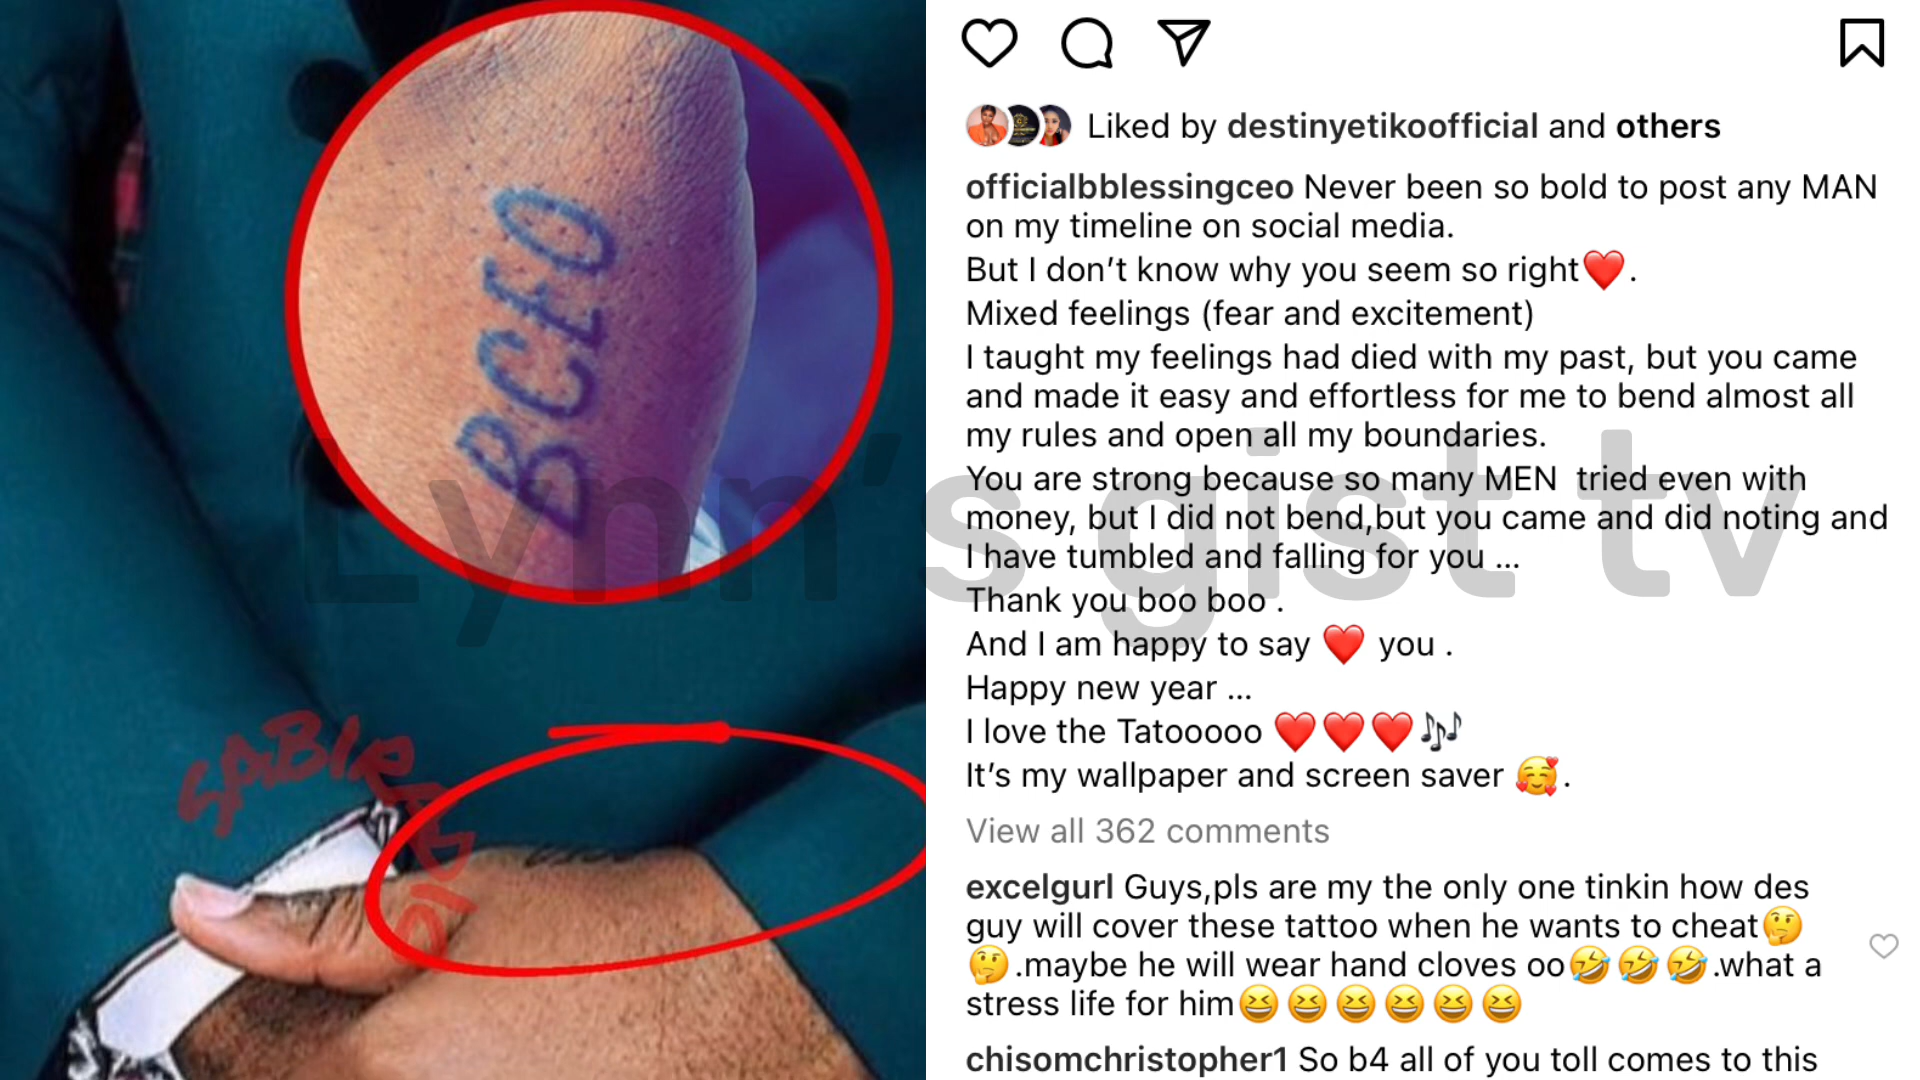 BCEO
SABIRADIO
Lynn's gist tv
Liked by destinyetikoofficial and others
officialbblessingceo Never been so bold to post any MAN
on my timeline on social media.
But I don’t know why you seem so right❤️.
Mixed feelings (fear and excitement)
I taught my feelings had died with my past, but you came
and made it easy and effortless for me to bend almost all
my rules and open all my boundaries.
You are strong because so many MEN  tried even with
money, but I did not bend,but you came and did noting and
I have tumbled and falling for you ...
Thank you boo boo .
And I am happy to say ❤️ you .
Happy new year ...
I love the Tatooooo ❤️❤️❤️🎶
It’s my wallpaper and screen saver 🥰.
View all 362 comments
excelgurl Guys,pls are my the only one tinkin how des
guy will cover these tattoo when he wants to cheat🤔
🤔.maybe he will wear hand cloves oo🤣🤣🤣.what a
stress life for him😆😆😆😆😆😆
chisomchristopher1 So b4 all of you toll comes to this